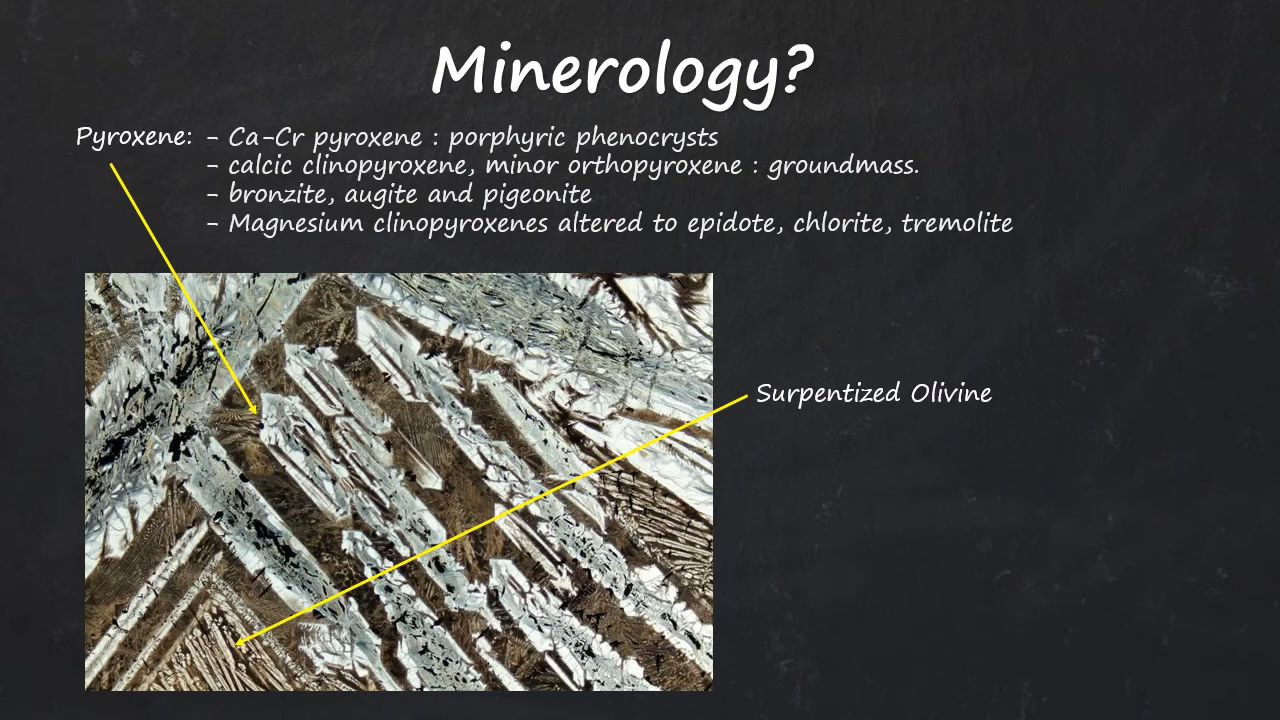 Minerology?
Pyroxene: - Ca-Cr pyroxene : porphyric phenocrysts
- calcic clinopyroxene, minor orthopyroxene : groundmass.
- bronzite, augite and pigeonite
- Magnesium clinopyroxenes altered to epidote, chlorite, tremolite
Surpentized Olivine